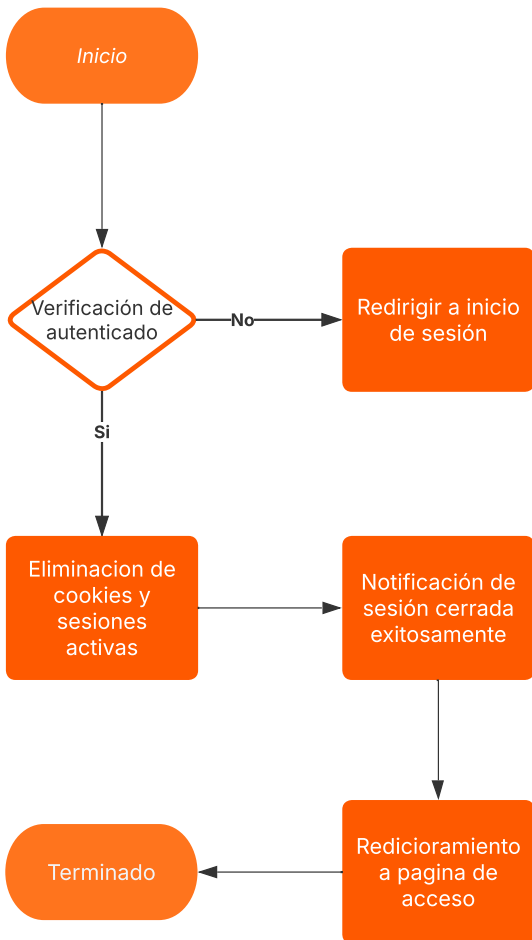 Inicio
Verificación de
autenticado
No
Redirigir a inicio
de sesión
Si
Eliminacion de
cookies y
sesiones
activas
Notificación de
sesión cerrada
exitosamente
Redicioramiento
a pagina de
acceso
Terminado